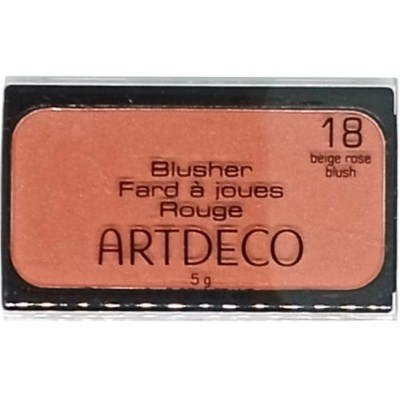 18
beige rose
blush
Blusher
Fard à joues
Rouge
ARTDECO
5 g